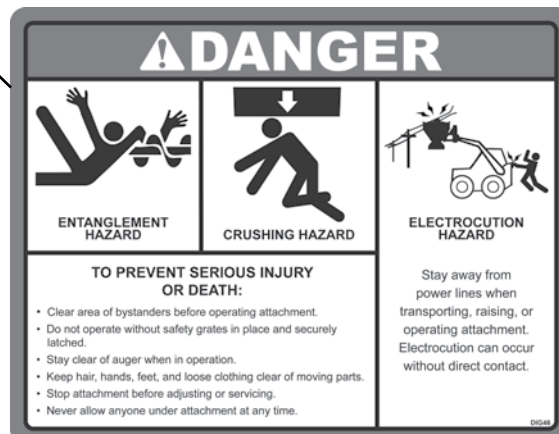 DANGER
ENTANGLEMENT
HAZARD
CRUSHING HAZARD
ELECTROCUTION
HAZARD
TO PREVENT SERIOUS INJURY
OR DEATH:
• Clear area of bystanders before operating attachment.
• Do not operate without safety grates in place and securely
latched.
• Stay clear of auger when in operation.
• Keep hair, hands, feet, and loose clothing clear of moving parts.
• Stop attachment before adjusting or servicing.
• Never allow anyone under attachment at any time.
Stay away from
power lines when
transporting, raising, or
operating attachment.
Electrocution can occur
without direct contact.
DIG46